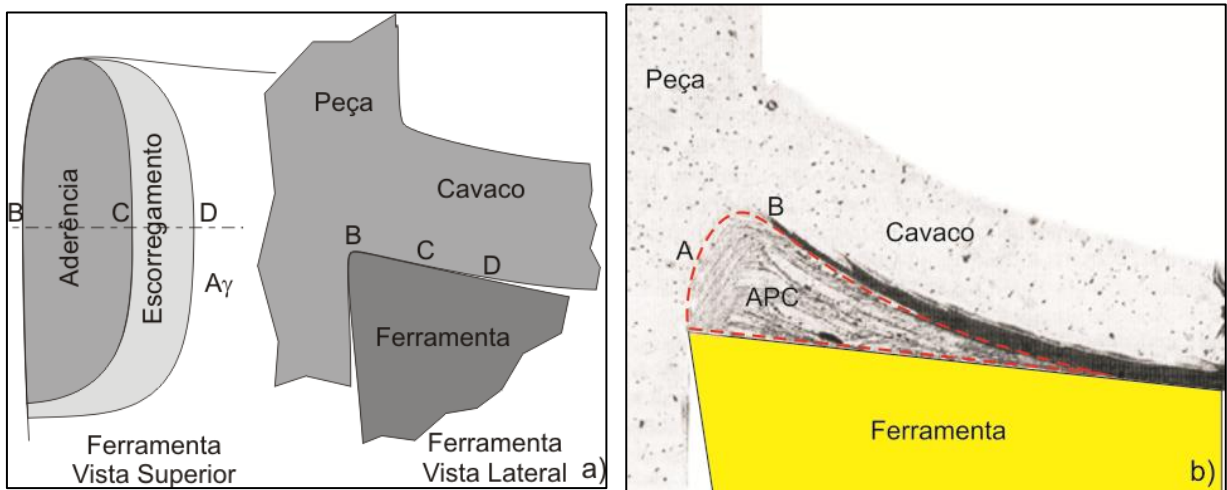 Peça
Cavaco
B
C
D
Aderência
Escorregamento
B
C
D
Aγ
Ferramenta
Ferramenta
Vista Superior
Ferramenta
Vista Lateral
a)
Peça
B
A
Cavaco
APC
Ferramenta
b)